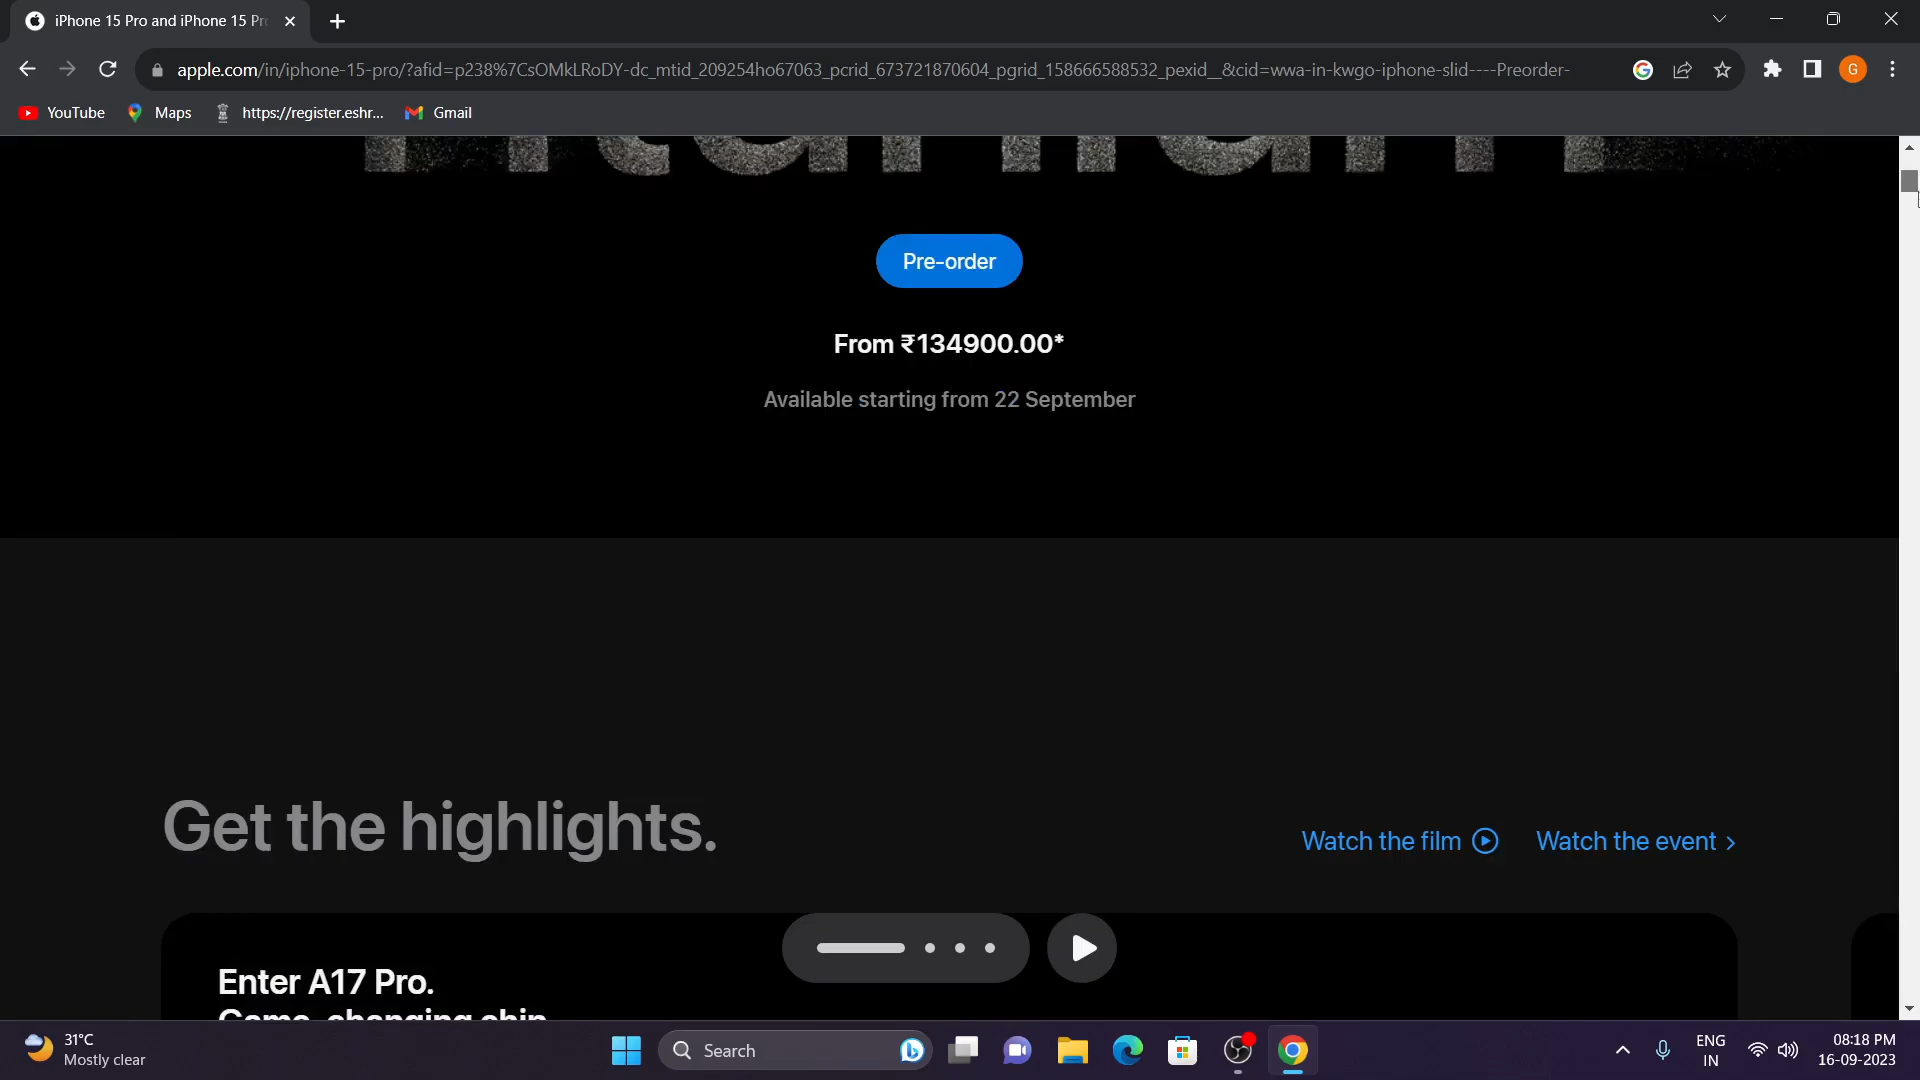 iPhone 15 Pro and iPhone 15 Pr
apple.com/in/iphone-15-pro/?afid=p238%7CsOMkLRoDY-dc_mtid_209254ho67063_pcrid_673721870604_pgrid_158666588532_pexid__&cid=wwa-in-kwgo-iphone-slid----Preorder-
G
YouTube
Maps
https://register.eshr...
Gmail
Pre-order
From ₹134900.00*
Available starting from 22 September
Get the highlights.
Watch the film
Watch the event >
Enter A17 Pro.
Game-changing chip
31°C
Mostly clear
Search
ENG
IN
08:18 PM
16-09-2023